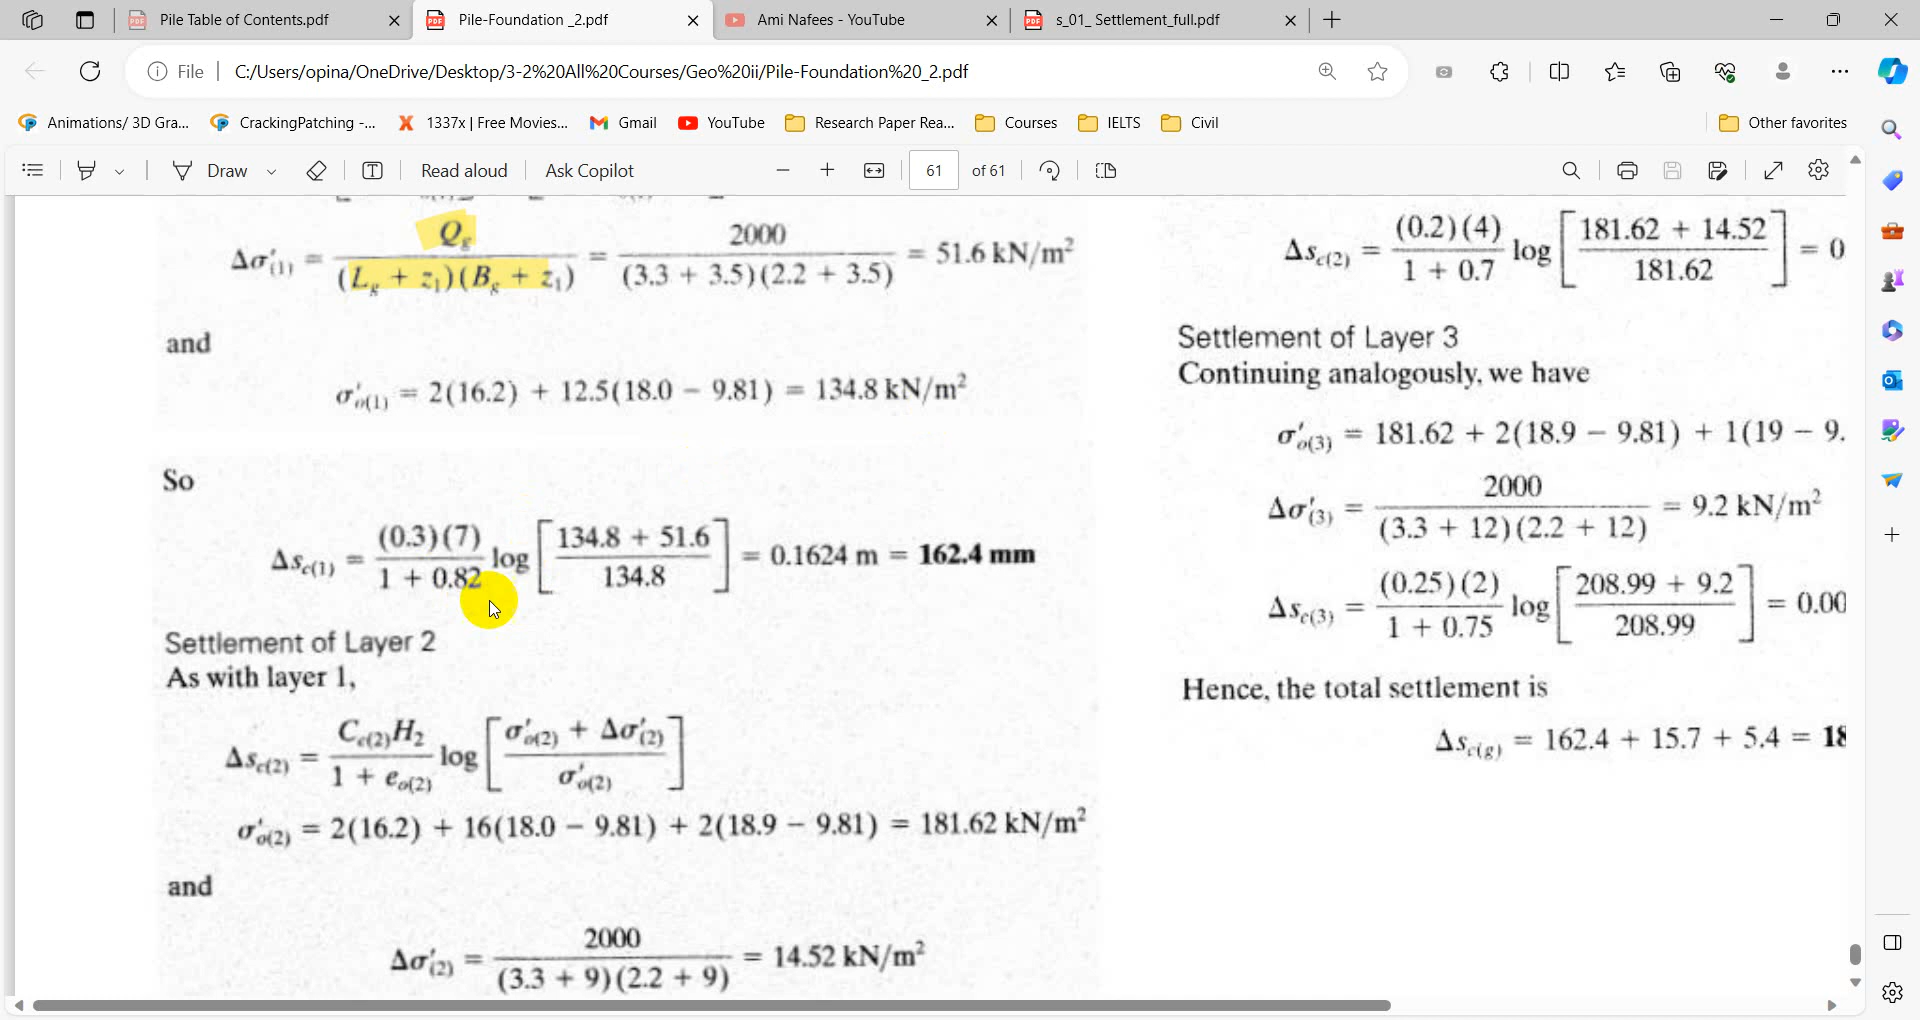 Pile Table of Contents.pdf
Pile-Foundation _2.pdf
Ami Nafees - YouTube
s_01_ Settlement_full.pdf
File
C:/Users/opina/OneDrive/Desktop/3-2%20All%20Courses/Geo%20ii/Pile-Foundation%20_2.pdf
Animations/ 3D Gra...
CrackingPatching -...
1337x | Free Movies...
Gmail
YouTube
Research Paper Rea...
Courses
IELTS
Civil
Other favorites
Draw
Read aloud
Ask Copilot
61 of 61
Δσ′(1) = Qg / (Lg + z1)(Bg + z1) = 2000 / (3.3 + 3.5)(2.2 + 3.5) = 51.6 kN/m²
and
σ′o(1) = 2(16.2) + 12.5(18.0 − 9.81) = 134.8 kN/m²
So
Δsc(1) = (0.3)(7) / 1 + 0.82 log [134.8 + 51.6 / 134.8] = 0.1624 m = 162.4 mm
Settlement of Layer 2
As with layer 1,
Δsc(2) = Cc(2)H2 / 1 + eo(2) log [σ′o(2) + Δσ′(2) / σ′o(2)]
σ′o(2) = 2(16.2) + 16(18.0 − 9.81) + 2(18.9 − 9.81) = 181.62 kN/m²
and
Δσ′(2) = 2000 / (3.3 + 9)(2.2 + 9) = 14.52 kN/m²
Δsc(2) = (0.2)(4) / 1 + 0.7 log [181.62 + 14.52 / 181.62] = 0
Settlement of Layer 3
Continuing analogously, we have
σ′o(3) = 181.62 + 2(18.9 − 9.81) + 1(19 − 9.
Δσ′(3) = 2000 / (3.3 + 12)(2.2 + 12) = 9.2 kN/m²
Δsc(3) = (0.25)(2) / 1 + 0.75 log [208.99 + 9.2 / 208.99] = 0.00
Hence, the total settlement is
Δsc(g) = 162.4 + 15.7 + 5.4 = 18